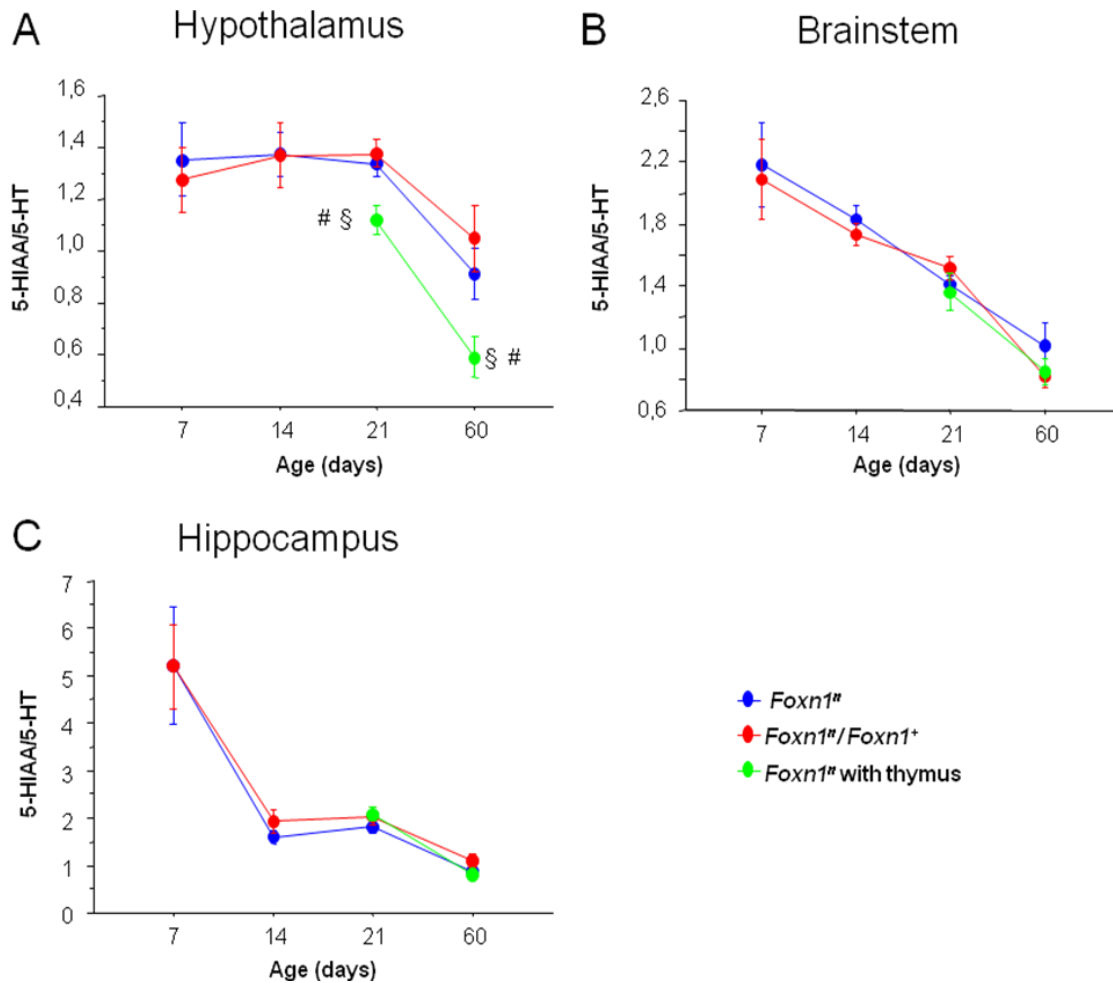 A
Hypothalamus
1,6
1,4
1,2
1,0
0,8
0,6
0,4
5-HIAA/5-HT
# §
§ #
7 14 21 60
Age (days)
B
Brainstem
2,6
2,2
1,8
1,4
1,0
0,6
5-HIAA/5-HT
7 14 21 60
Age (days)
C
Hippocampus
7
6
5
4
3
2
1
0
5-HIAA/5-HT
7 14 21 60
Age (days)
Foxn1ⁿ
Foxn1ⁿ/Foxn1⁺
Foxn1ⁿ with thymus